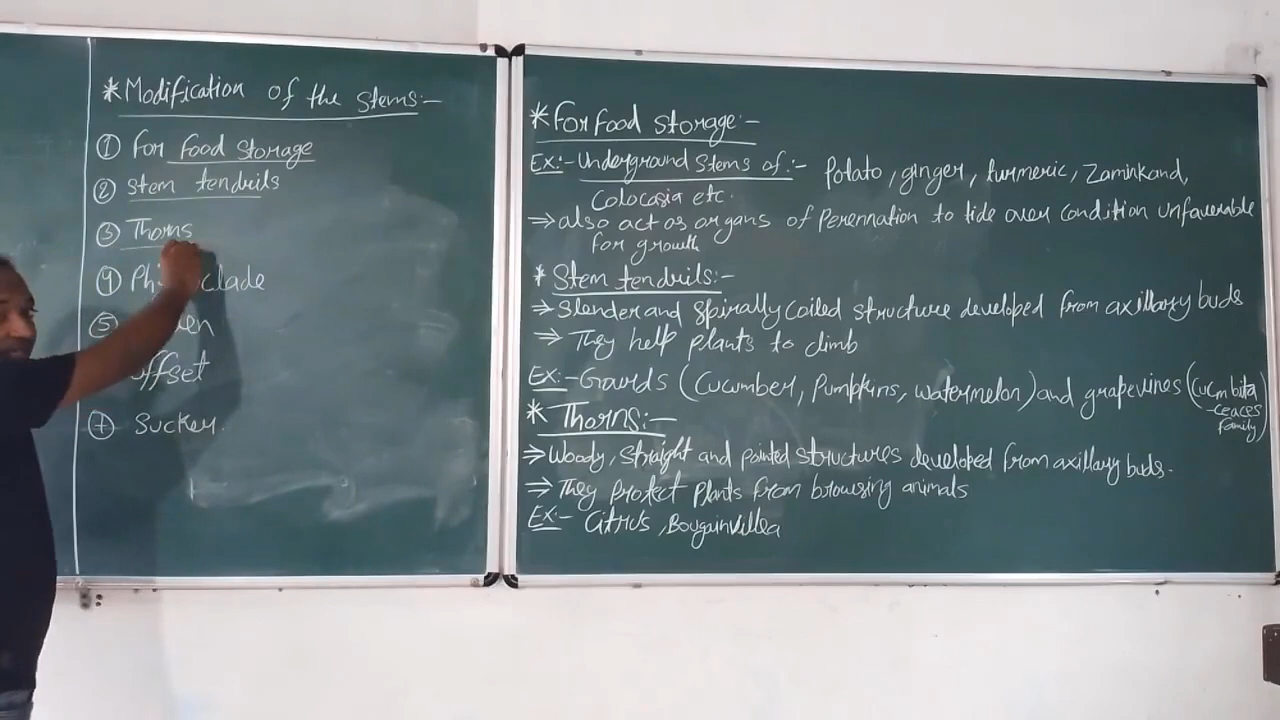 *Modification of the stems:-
① For Food Storage
② Stem tendrils
③ Thorns
④ clade
⑤
⑥ offset
⑦ Sucker.
*For food storage:-
Ex:- Underground stems of:- Potato, ginger, turmeric, Zaminkand,
Colocasia etc.
⇒ also act as organs of Perennation to tide over condition unfavourable
for growth
* Stem tendrils:-
⇒ Slender and Spirally Coiled structure developed from axillary buds
⇒ They help plants to climb
Ex:- Gourds (Cucumber, Pumpkins, watermelon) and grapevines (Cucmbita
-ceaces
family)
* Thorns:-
⇒ Woody, straight and pointed structures developed from axillary buds.
⇒ They protect plants from browsing animals
Ex:- Citrus, Bougainvillea